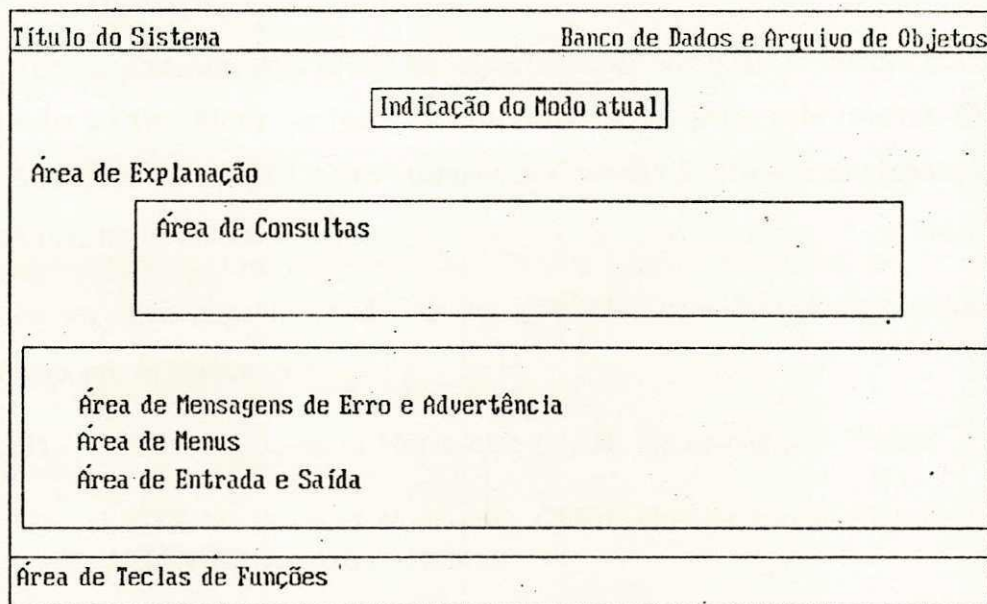 Título do Sistema
Banco de Dados e Arquivo de Objetos
Indicação do Modo atual
Área de Explanação
Área de Consultas
Área de Mensagens de Erro e Advertência
Área de Menus
Área de Entrada e Saída
Área de Teclas de Funções